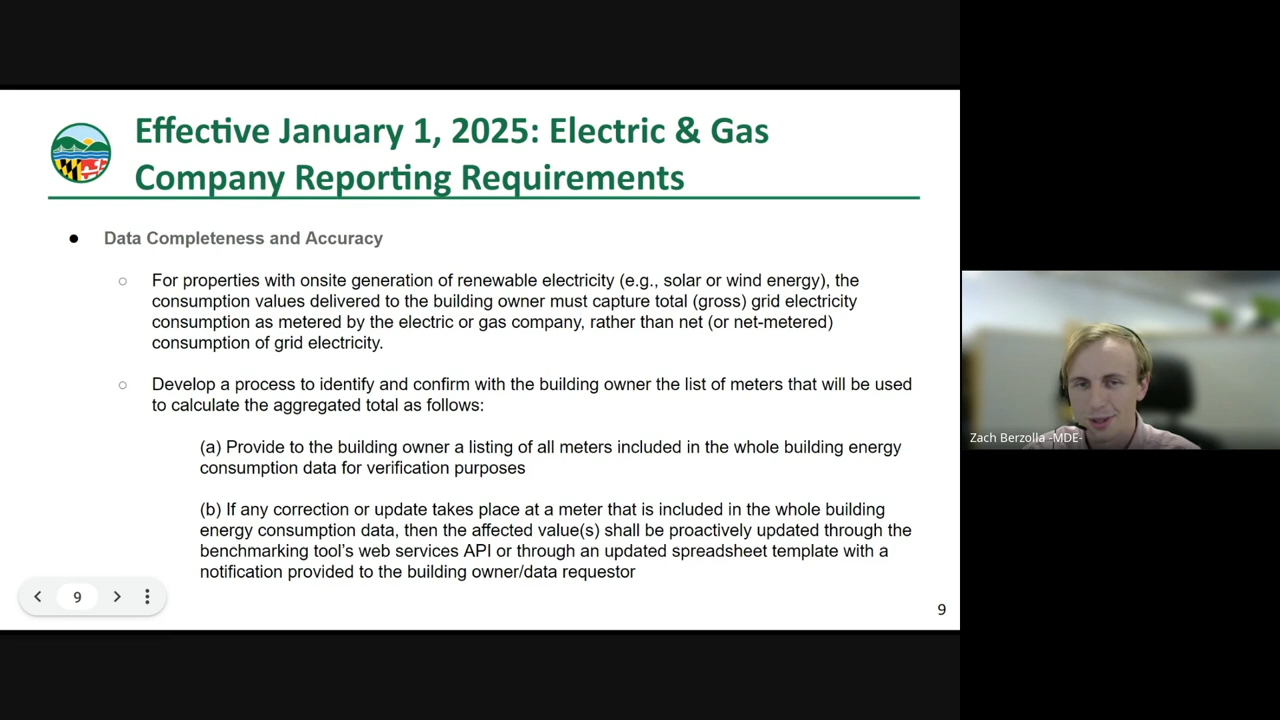 Effective January 1, 2025: Electric & Gas
Company Reporting Requirements
● Data Completeness and Accuracy
○ For properties with onsite generation of renewable electricity (e.g., solar or wind energy), the
consumption values delivered to the building owner must capture total (gross) grid electricity
consumption as metered by the electric or gas company, rather than net (or net-metered)
consumption of grid electricity.
○ Develop a process to identify and confirm with the building owner the list of meters that will be used
to calculate the aggregated total as follows:
(a) Provide to the building owner a listing of all meters included in the whole building energy
consumption data for verification purposes
(b) If any correction or update takes place at a meter that is included in the whole building
energy consumption data, then the affected value(s) shall be proactively updated through the
benchmarking tool’s web services API or through an updated spreadsheet template with a
notification provided to the building owner/data requestor
9
9
Zach Berzolla -MDE-